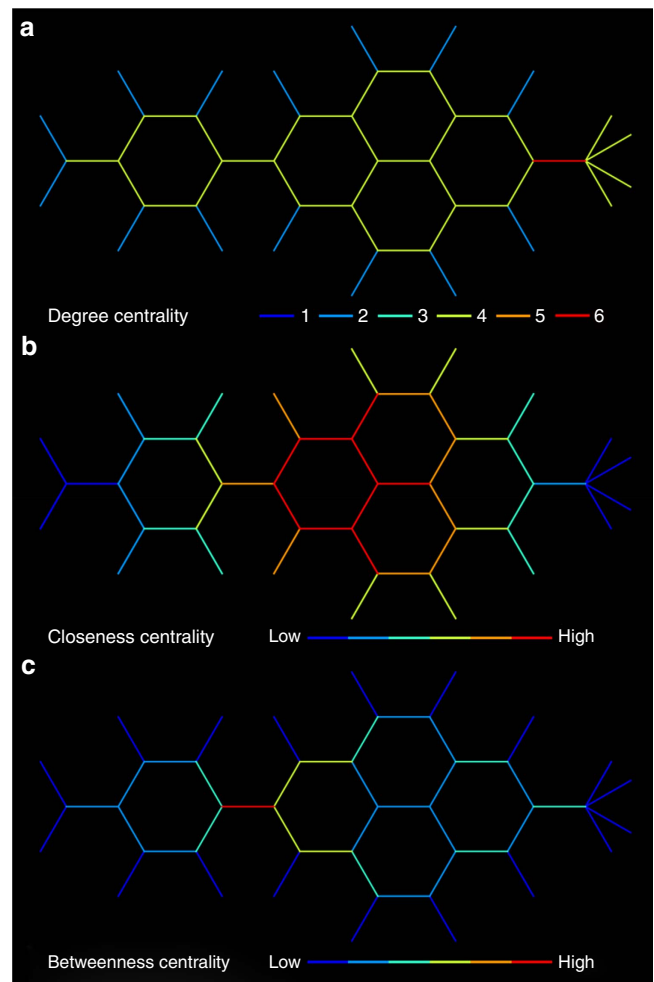 a
Degree centrality 1 2 3 4 5 6
b
Closeness centrality Low High
c
Betweenness centrality Low High